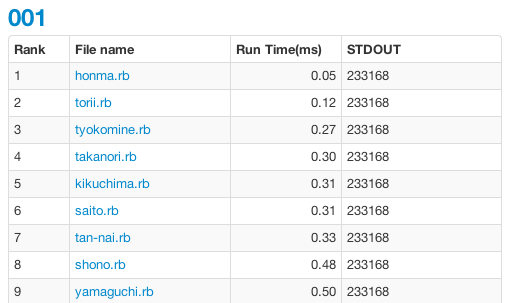 001
Rank File name Run Time(ms) STDOUT
1 honma.rb 0.05 233168
2 torii.rb 0.12 233168
3 tyokomine.rb 0.27 233168
4 takanori.rb 0.30 233168
5 kikuchima.rb 0.31 233168
6 saito.rb 0.31 233168
7 tan-nai.rb 0.33 233168
8 shono.rb 0.48 233168
9 yamaguchi.rb 0.50 233168